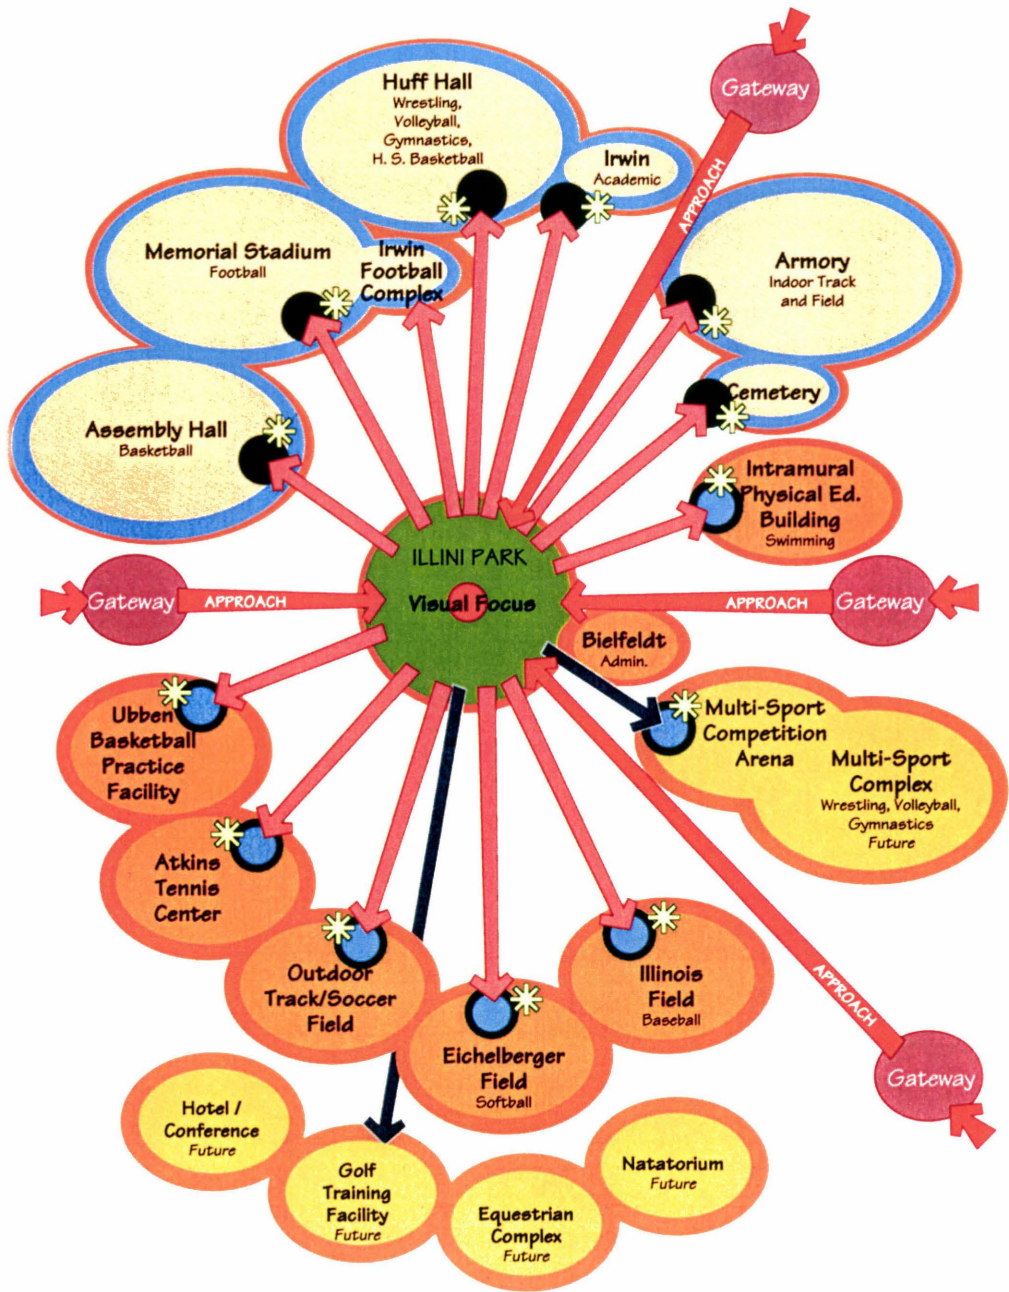 Gateway
Huff Hall
Wrestling,
Volleyball,
Gymnastics,
H. S. Basketball
Irwin
Academic
APPROACH
Memorial Stadium
Football
Irwin
Football
Complex
Armory
Indoor Track
and Field
Cemetery
Assembly Hall
Basketball
Intramural
Physical Ed.
Building
Swimming
ILLINI PARK
Visual Focus
Gateway
APPROACH
APPROACH
Gateway
Bielfeldt
Admin.
Ubben
Basketball
Practice
Facility
Multi-Sport
Competition
Arena
Multi-Sport
Complex
Wrestling, Volleyball,
Gymnastics
Future
Atkins
Tennis
Center
Outdoor
Track/Soccer
Field
Illinois
Field
Baseball
APPROACH
Eichelberger
Field
Softball
Gateway
Hotel /
Conference
Future
Golf
Training
Facility
Future
Equestrian
Complex
Future
Natatorium
Future